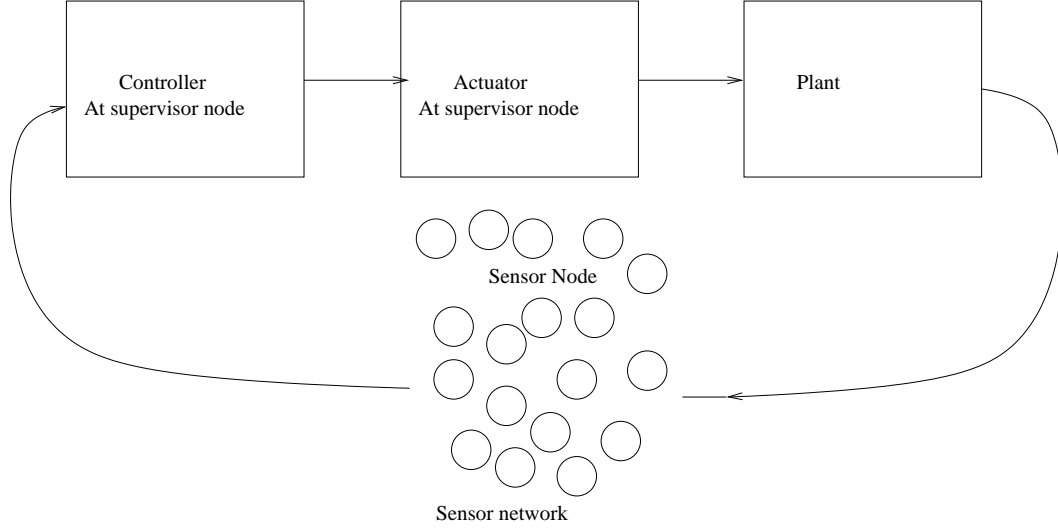 Controller
At supervisor node
Actuator
At supervisor node
Plant
Sensor Node
Sensor network